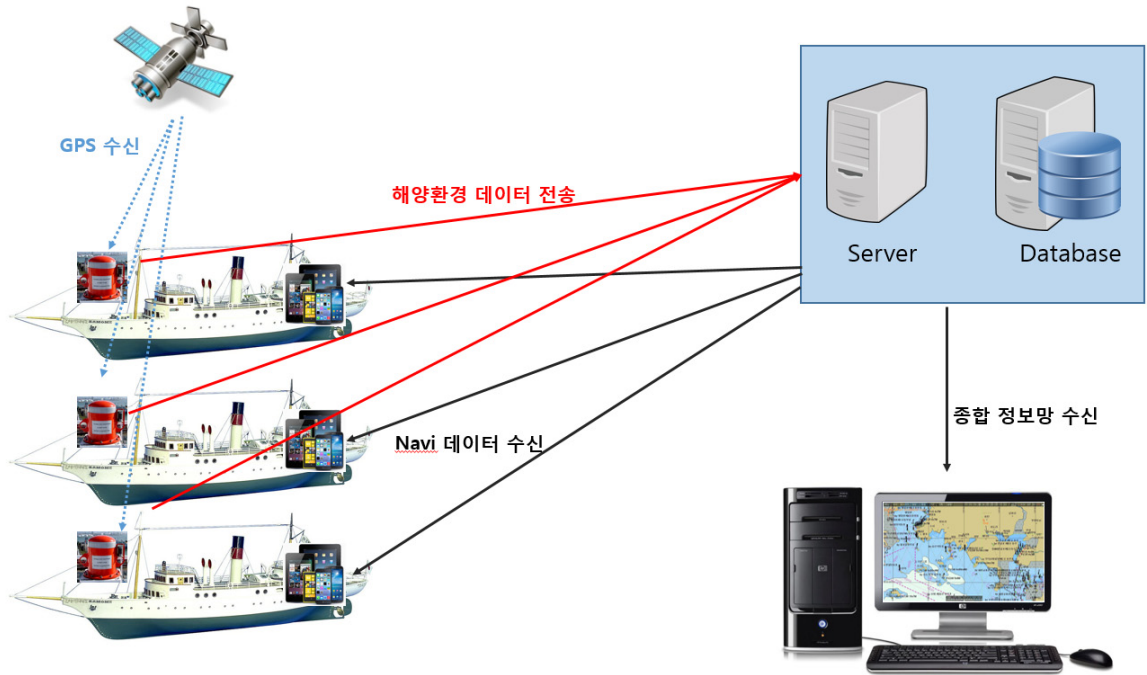 GPS 수신
해양환경 데이터 전송
Server
Database
종합 정보망 수신
Navi 데이터 수신